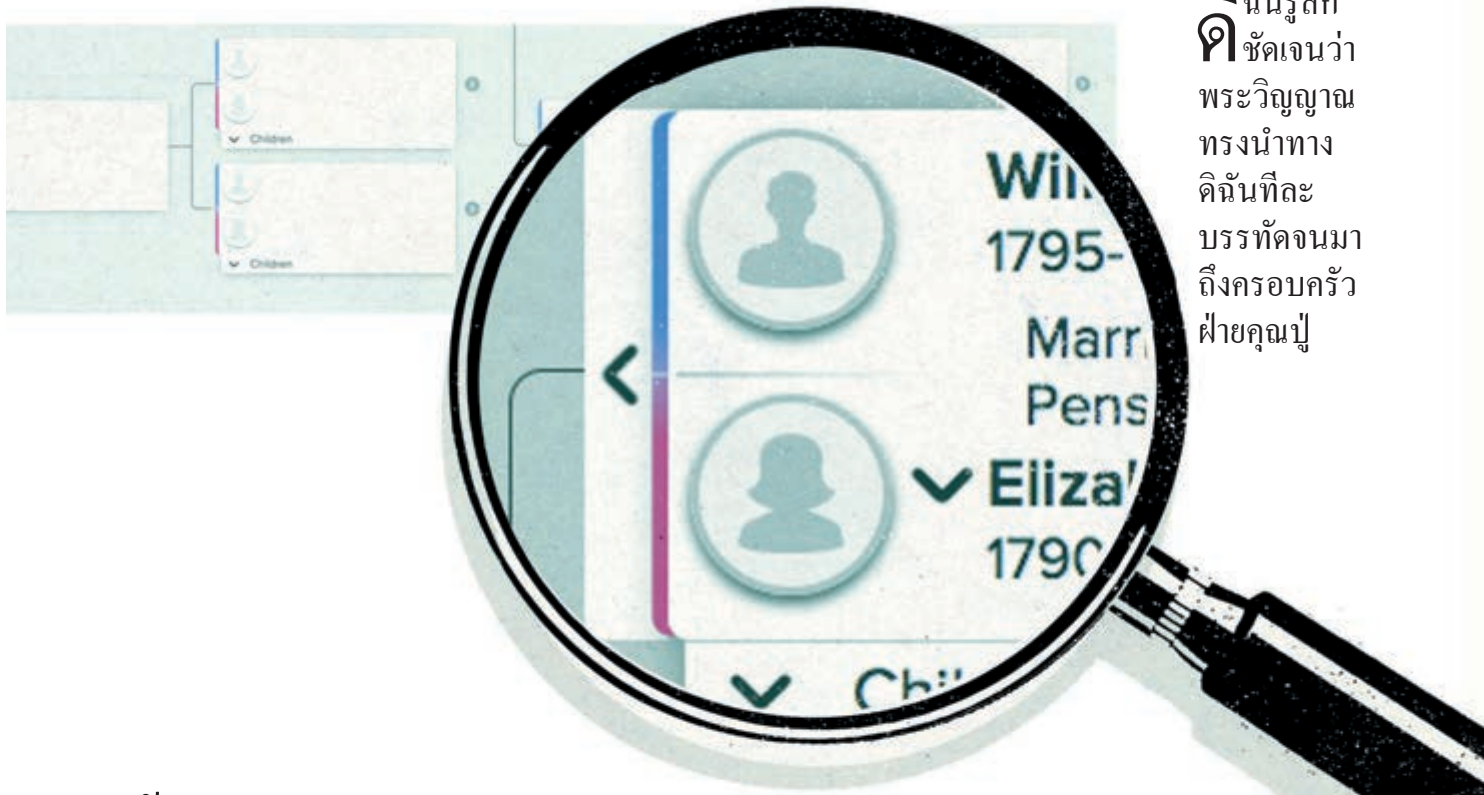 Children
Children
Wil
1795-
Marr
Pens
Eliza
1790
Chil
ดิฉันรู้สึก
ชัดเจนว่า
พระวิญญาณ
ทรงนำทาง
ดิฉันทีละ
บรรทัดจนมา
ถึงครอบครัว
ฝ่ายคุณปู่